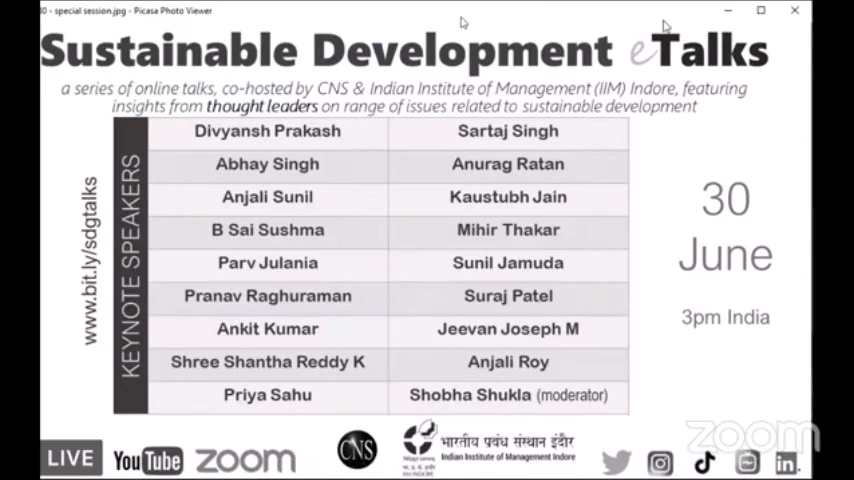 0 - special session.jpg - Picasa Photo Viewer
Sustainable Development eTalks
a series of online talks, co-hosted by CNS & Indian Institute of Management (IIM) Indore, featuring
insights from thought leaders on range of issues related to sustainable development
www.bit.ly/sdgtalks
KEYNOTE SPEAKERS
Divyansh Prakash Sartaj Singh
Abhay Singh Anurag Ratan
Anjali Sunil Kaustubh Jain
B Sai Sushma Mihir Thakar
Parv Julania Sunil Jamuda
Pranav Raghuraman Suraj Patel
Ankit Kumar Jeevan Joseph M
Shree Shantha Reddy K Anjali Roy
Priya Sahu Shobha Shukla (moderator)
30
June
3pm India
zoom
LIVE YouTube zoom CNS
भारतीय प्रबंध संस्थान इंदौर
Indian Institute of Management Indore
in